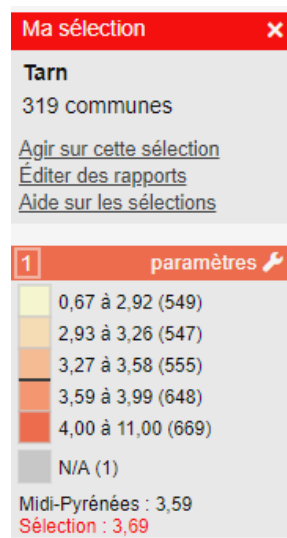 Ma sélection
Tarn
319 communes
Agir sur cette sélection
Éditer des rapports
Aide sur les sélections
1 paramètres
0,67 à 2,92 (549)
2,93 à 3,26 (547)
3,27 à 3,58 (555)
3,59 à 3,99 (648)
4,00 à 11,00 (669)
N/A (1)
Midi-Pyrénées : 3,59
Sélection : 3,69